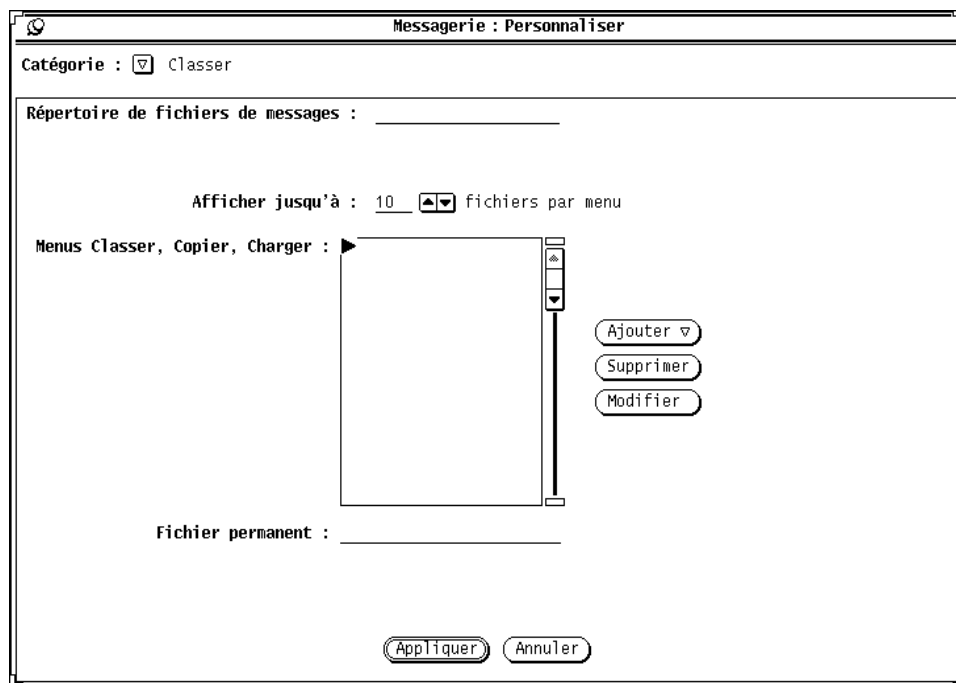 Messagerie : Personnaliser
Catégorie : Classer
Répertoire de fichiers de messages :
Afficher jusqu'à : 10 fichiers par menu
Menus Classer, Copier, Charger :
Ajouter
Supprimer
Modifier
Fichier permanent :
Appliquer Annuler